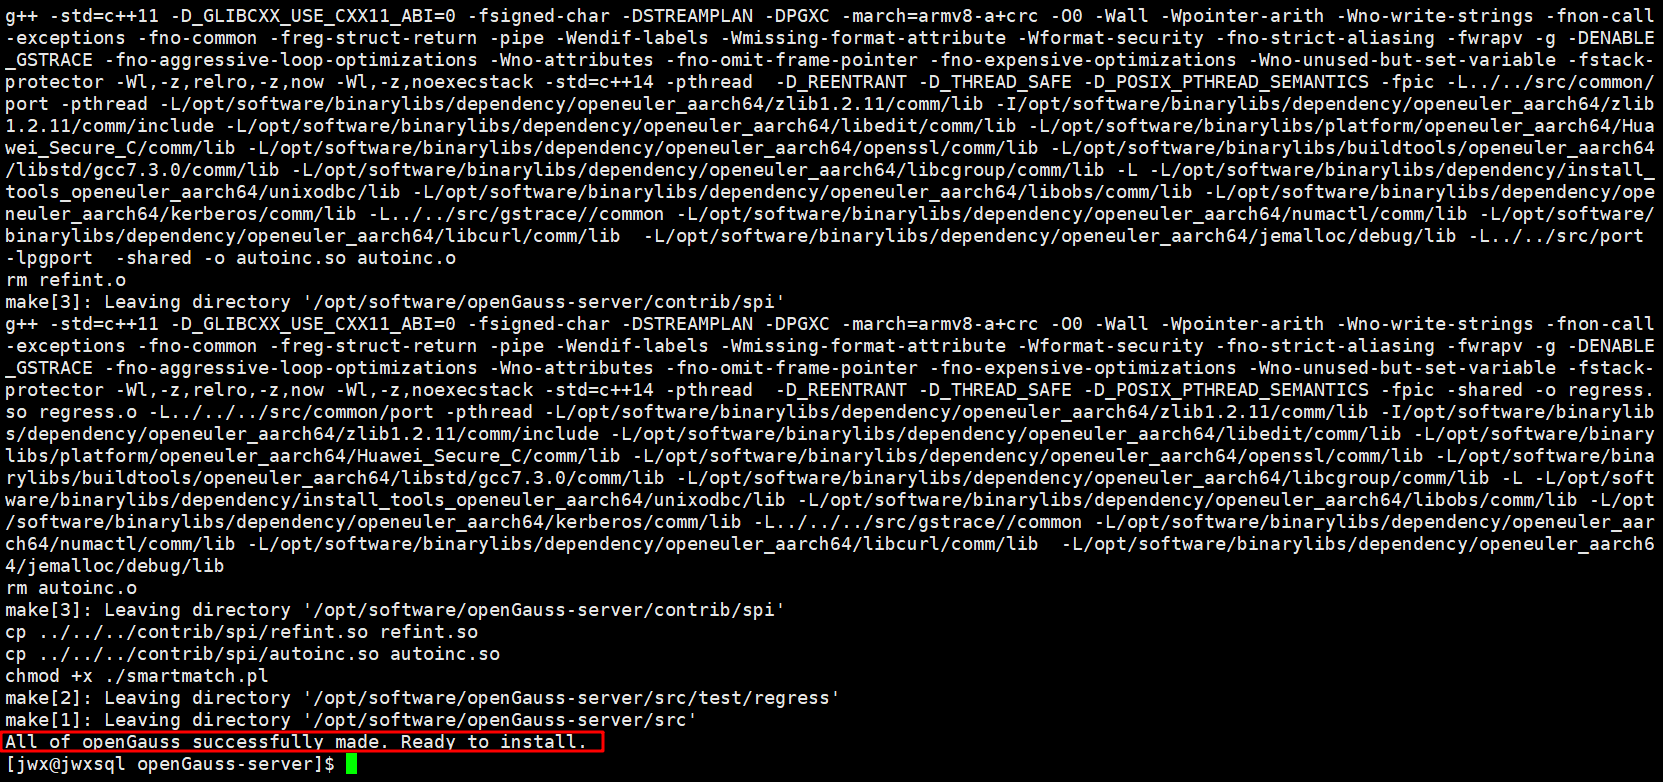 g++ -std=c++11 -D_GLIBCXX_USE_CXX11_ABI=0 -fsigned-char -DSTREAMPLAN -DPGXC -march=armv8-a+crc -O0 -Wall -Wpointer-arith -Wno-write-strings -fnon-call
-exceptions -fno-common -freg-struct-return -pipe -Wendif-labels -Wmissing-format-attribute -Wformat-security -fno-strict-aliasing -fwrapv -g -DENABLE
_GSTRACE -fno-aggressive-loop-optimizations -Wno-attributes -fno-omit-frame-pointer -fno-expensive-optimizations -Wno-unused-but-set-variable -fstack-
protector -Wl,-z,relro,-z,now -Wl,-z,noexecstack -std=c++14 -pthread  -D_REENTRANT -D_THREAD_SAFE -D_POSIX_PTHREAD_SEMANTICS -fpic -L../../src/common/
port -pthread -L/opt/software/binarylibs/dependency/openeuler_aarch64/zlib1.2.11/comm/lib -I/opt/software/binarylibs/dependency/openeuler_aarch64/zlib
1.2.11/comm/include -L/opt/software/binarylibs/dependency/openeuler_aarch64/libedit/comm/lib -L/opt/software/binarylibs/platform/openeuler_aarch64/Hua
wei_Secure_C/comm/lib -L/opt/software/binarylibs/dependency/openeuler_aarch64/openssl/comm/lib -L/opt/software/binarylibs/buildtools/openeuler_aarch64
/libstd/gcc7.3.0/comm/lib -L/opt/software/binarylibs/dependency/openeuler_aarch64/libcgroup/comm/lib -L -L/opt/software/binarylibs/dependency/install_
tools_openeuler_aarch64/unixodbc/lib -L/opt/software/binarylibs/dependency/openeuler_aarch64/libobs/comm/lib -L/opt/software/binarylibs/dependency/ope
neuler_aarch64/kerberos/comm/lib -L../../src/gstrace//common -L/opt/software/binarylibs/dependency/openeuler_aarch64/numactl/comm/lib -L/opt/software/
binarylibs/dependency/openeuler_aarch64/libcurl/comm/lib  -L/opt/software/binarylibs/dependency/openeuler_aarch64/jemalloc/debug/lib -L../../src/port
-lpgport  -shared -o autoinc.so autoinc.o
rm refint.o
make[3]: Leaving directory '/opt/software/openGauss-server/contrib/spi'
g++ -std=c++11 -D_GLIBCXX_USE_CXX11_ABI=0 -fsigned-char -DSTREAMPLAN -DPGXC -march=armv8-a+crc -O0 -Wall -Wpointer-arith -Wno-write-strings -fnon-call
-exceptions -fno-common -freg-struct-return -pipe -Wendif-labels -Wmissing-format-attribute -Wformat-security -fno-strict-aliasing -fwrapv -g -DENABLE
_GSTRACE -fno-aggressive-loop-optimizations -Wno-attributes -fno-omit-frame-pointer -fno-expensive-optimizations -Wno-unused-but-set-variable -fstack-
protector -Wl,-z,relro,-z,now -Wl,-z,noexecstack -std=c++14 -pthread  -D_REENTRANT -D_THREAD_SAFE -D_POSIX_PTHREAD_SEMANTICS -fpic -shared -o regress.
so regress.o -L../../../src/common/port -pthread -L/opt/software/binarylibs/dependency/openeuler_aarch64/zlib1.2.11/comm/lib -I/opt/software/binarylib
s/dependency/openeuler_aarch64/zlib1.2.11/comm/include -L/opt/software/binarylibs/dependency/openeuler_aarch64/libedit/comm/lib -L/opt/software/binary
libs/platform/openeuler_aarch64/Huawei_Secure_C/comm/lib -L/opt/software/binarylibs/dependency/openeuler_aarch64/openssl/comm/lib -L/opt/software/bina
rylibs/buildtools/openeuler_aarch64/libstd/gcc7.3.0/comm/lib -L/opt/software/binarylibs/dependency/openeuler_aarch64/libcgroup/comm/lib -L -L/opt/soft
ware/binarylibs/dependency/install_tools_openeuler_aarch64/unixodbc/lib -L/opt/software/binarylibs/dependency/openeuler_aarch64/libobs/comm/lib -L/opt
/software/binarylibs/dependency/openeuler_aarch64/kerberos/comm/lib -L../../../src/gstrace//common -L/opt/software/binarylibs/dependency/openeuler_aar
ch64/numactl/comm/lib -L/opt/software/binarylibs/dependency/openeuler_aarch64/libcurl/comm/lib  -L/opt/software/binarylibs/dependency/openeuler_aarch6
4/jemalloc/debug/lib
rm autoinc.o
make[3]: Leaving directory '/opt/software/openGauss-server/contrib/spi'
cp ../../../contrib/spi/refint.so refint.so
cp ../../../contrib/spi/autoinc.so autoinc.so
chmod +x ./smartmatch.pl
make[2]: Leaving directory '/opt/software/openGauss-server/src/test/regress'
make[1]: Leaving directory '/opt/software/openGauss-server/src'
All of openGauss successfully made. Ready to install.
[jwx@jwxsql openGauss-server]$